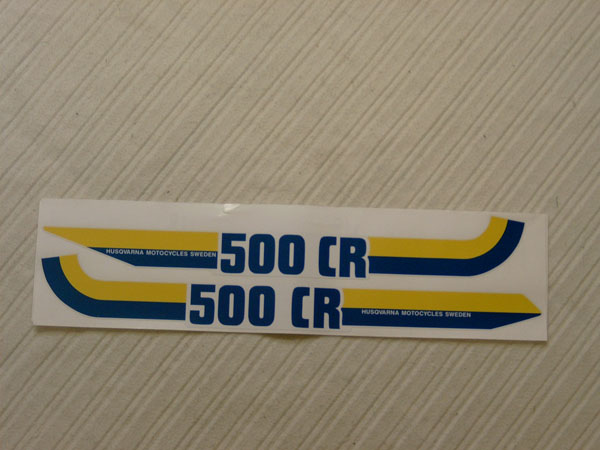 HUSQVARNA MOTOCYCLES SWEDEN 500 CR
500 CR HUSQVARNA MOTOCYCLES SWEDEN